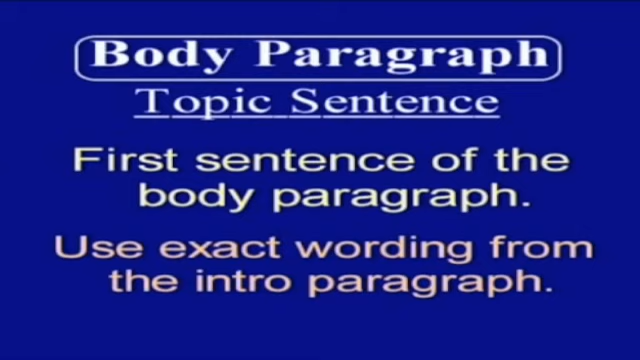 Body Paragraph
Topic Sentence
First sentence of the
body paragraph.
Use exact wording from
the intro paragraph.